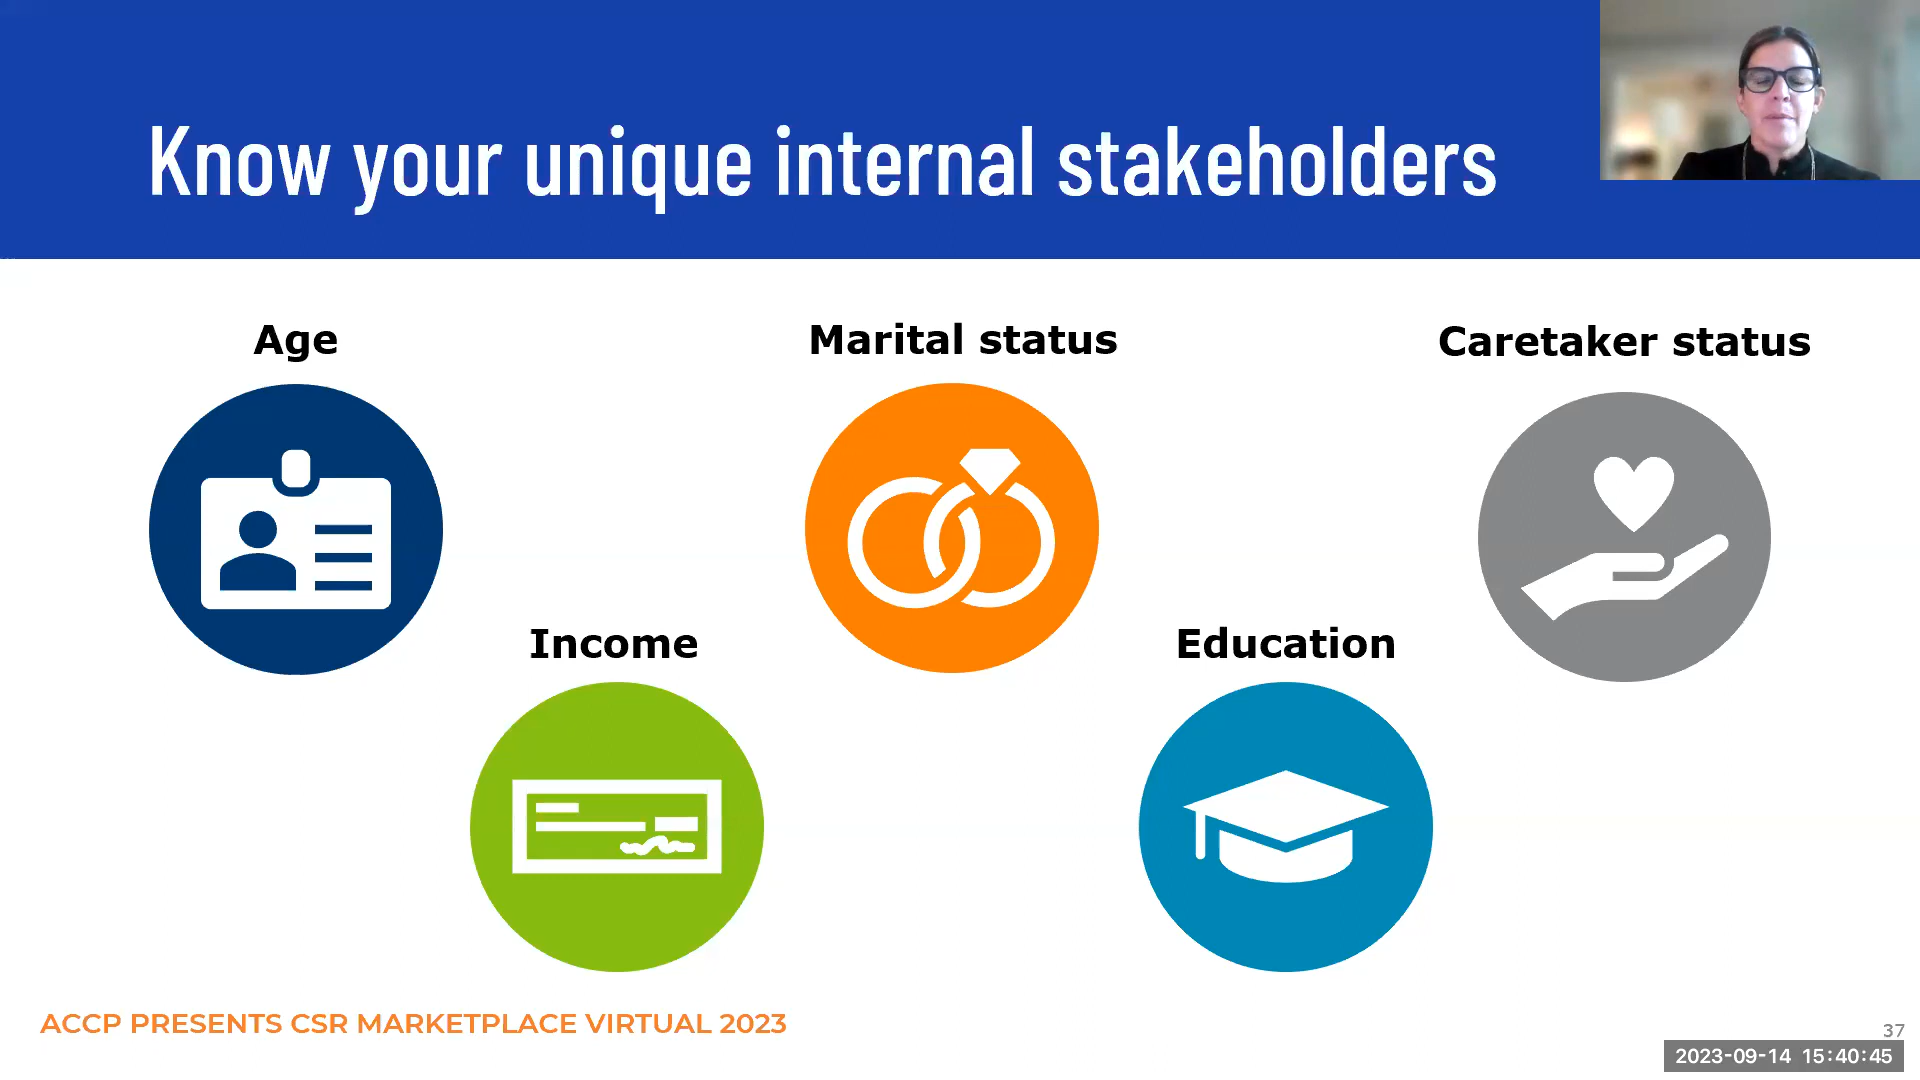 Know your unique internal stakeholders
Age
Marital status
Caretaker status
Income
Education
ACCP PRESENTS CSR MARKETPLACE VIRTUAL 2023
37
2023-09-14 15:40:45